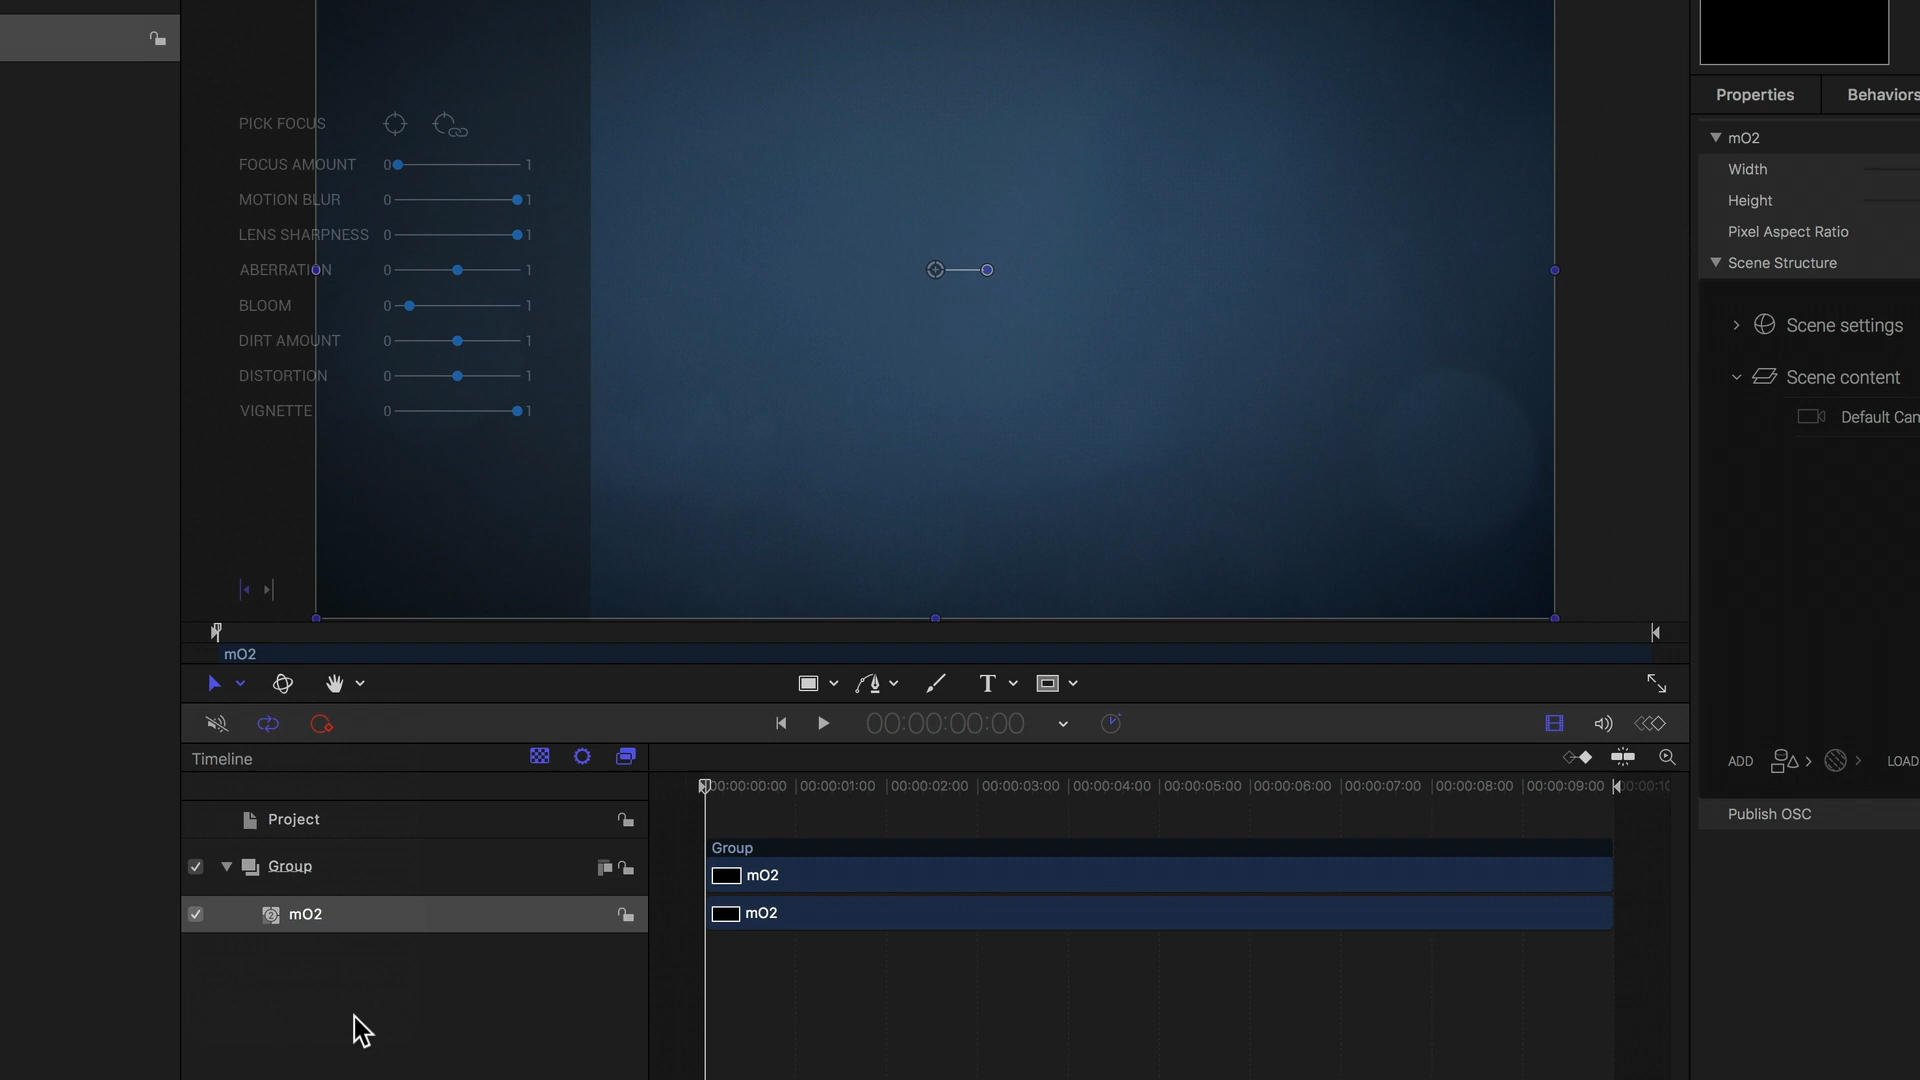 Properties
Behaviors
mO2
Width
Height
Pixel Aspect Ratio
Scene Structure
Scene settings
Scene content
Default Can
ADD
LOAD
Publish OSC
PICK FOCUS
FOCUS AMOUNT 0 1
MOTION BLUR 0 1
LENS SHARPNESS 0 1
ABERRATION 0 1
BLOOM 0 1
DIRT AMOUNT 0 1
DISTORTION 0 1
VIGNETTE 0 1
mO2
T
00:00:00:00
Timeline
00:00:00:00 00:00:01:00 00:00:02:00 00:00:03:00 00:00:04:00 00:00:05:00 00:00:06:00 00:00:07:00 00:00:08:00 00:00:09:00 00:00:10
Project
Group
mO2
Group
mO2
mO2